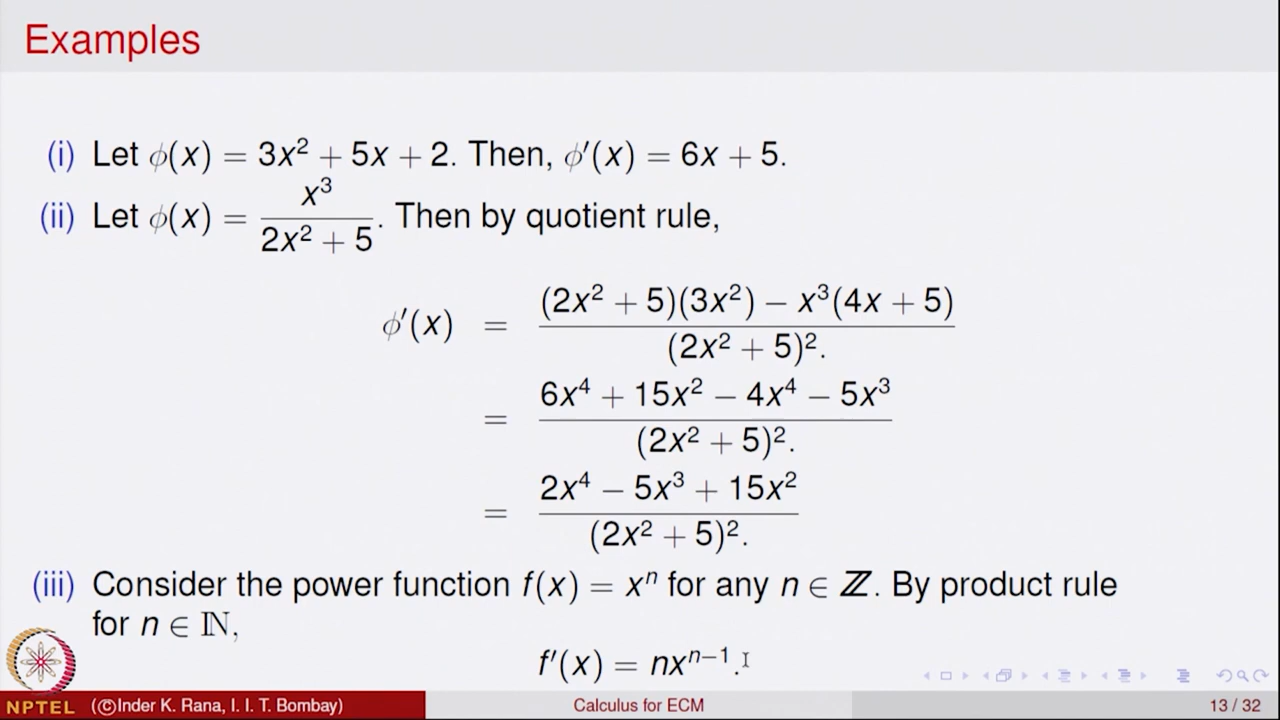 Examples
(i) Let ϕ(x) = 3x² + 5x + 2. Then, ϕ′(x) = 6x + 5.
(ii) Let ϕ(x) = x³ / (2x² + 5). Then by quotient rule,
ϕ′(x) = (2x² + 5)(3x²) − x³(4x + 5) / (2x² + 5)².
= 6x⁴ + 15x² − 4x⁴ − 5x³ / (2x² + 5)².
= 2x⁴ − 5x³ + 15x² / (2x² + 5)².
(iii) Consider the power function f(x) = xⁿ for any n ∈ ℤ. By product rule
for n ∈ ℕ,
f′(x) = nxⁿ⁻¹.
NPTEL (©Inder K. Rana, I. I. T. Bombay) Calculus for ECM 13 / 32